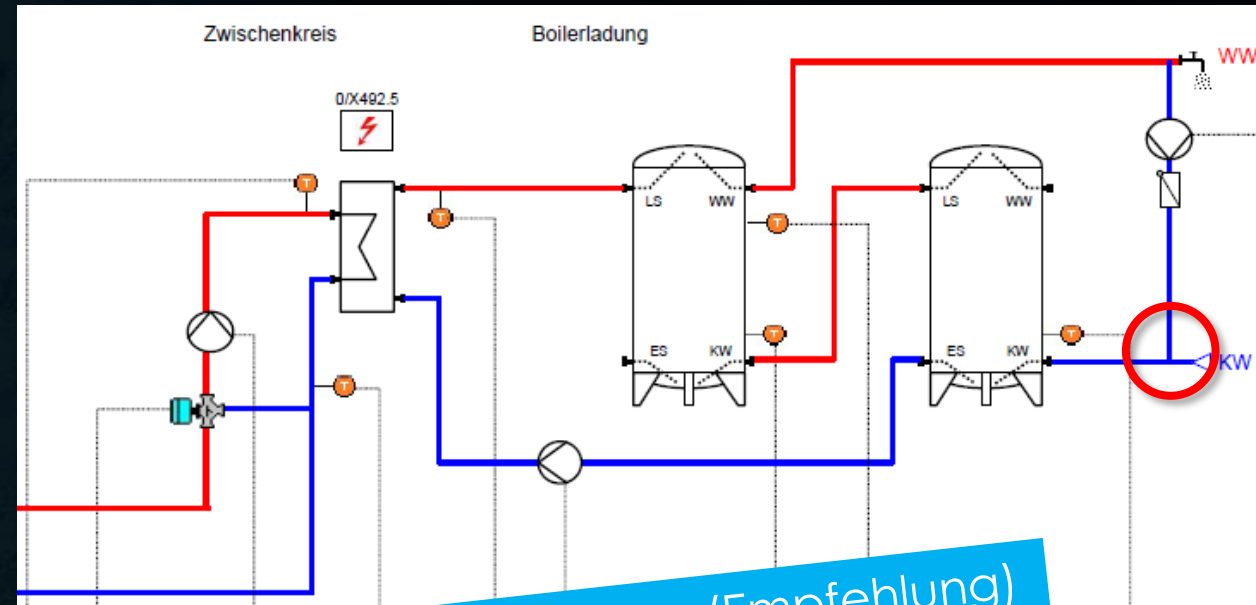 Zwischenkreis
Boilerladung
WW
0/X492.5
T
T
LS
WW
T
LS
WW
ES
KW
T
ES
KW
T
KW
T
(Empfehlung)